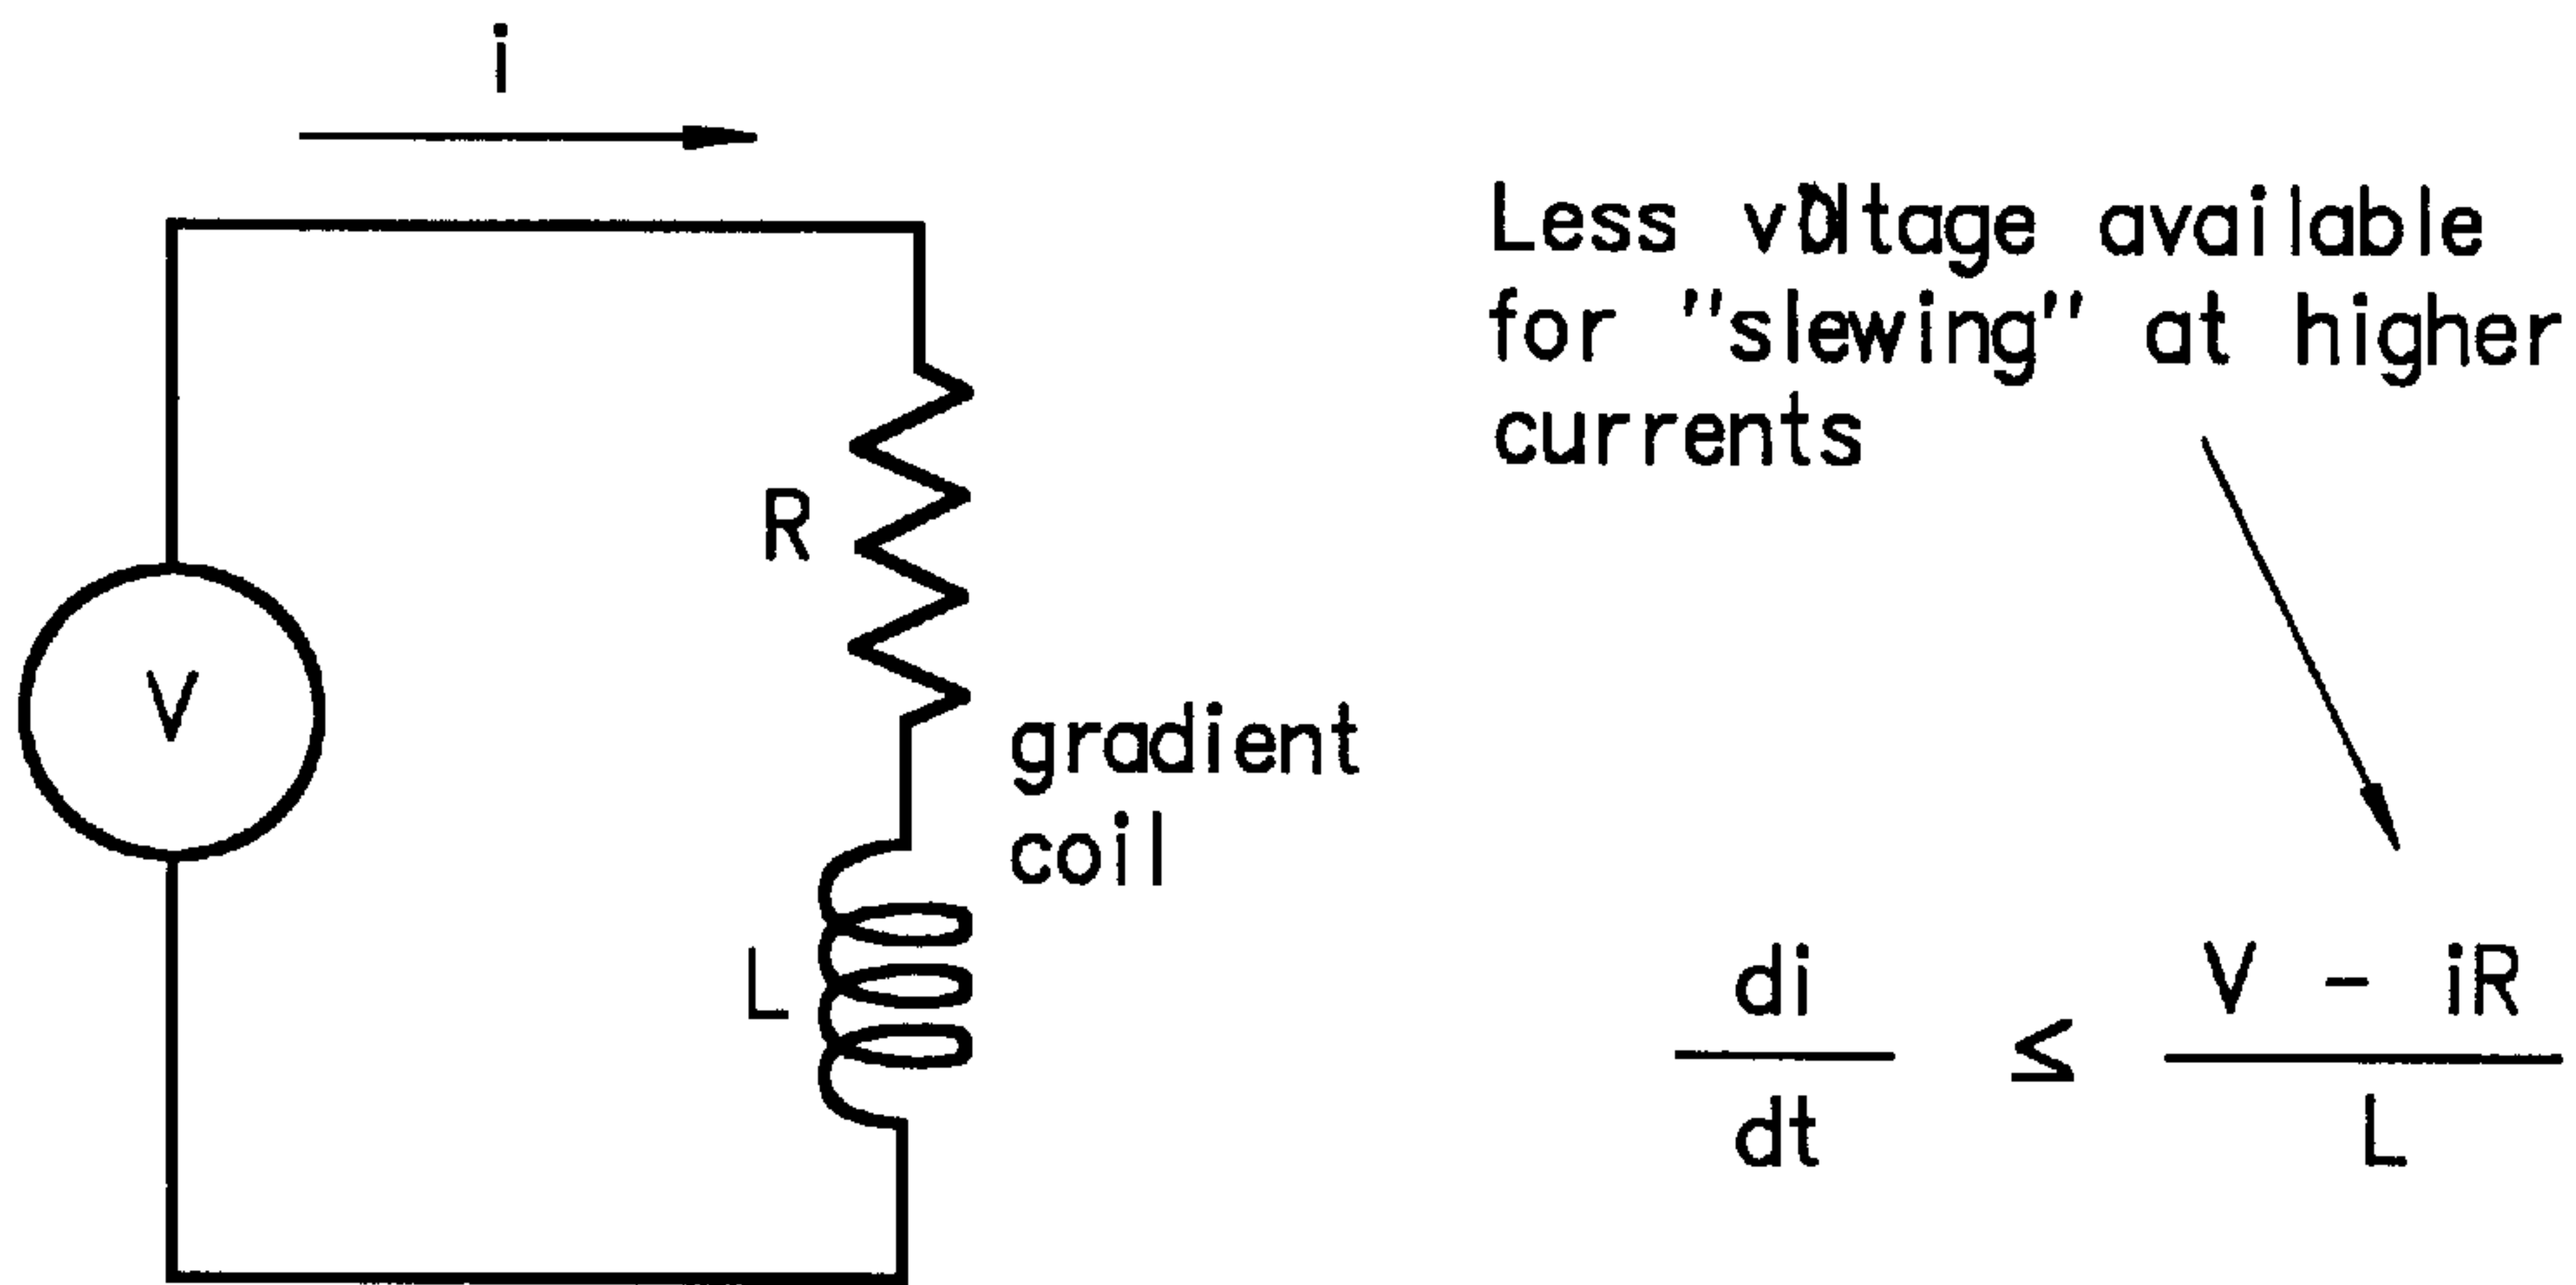 i
Less voltage available
for "slewing" at higher
currents
R
V
gradient
coil
L
di
dt
≤
V - iR
L